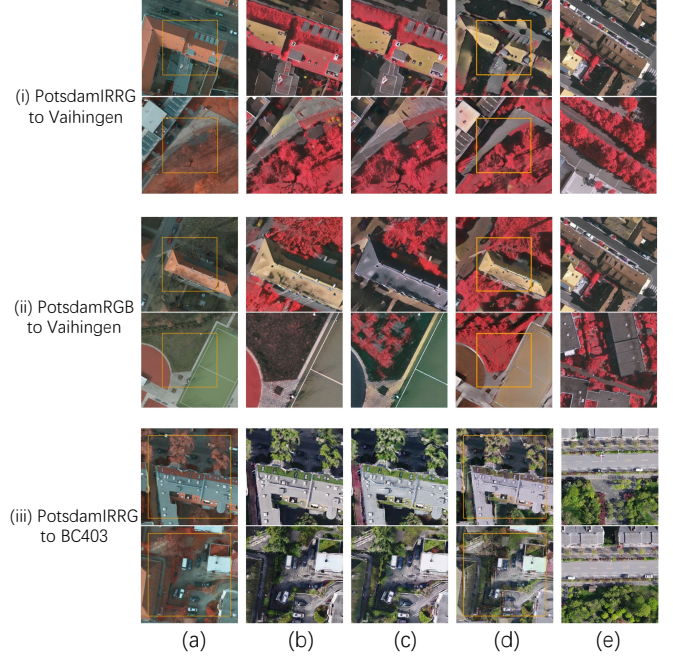 (i) PotsdamIRRG
to Vaihingen
(ii) PotsdamRGB
to Vaihingen
(iii) PotsdamIRRG
to BC403
(a) (b) (c) (d) (e)